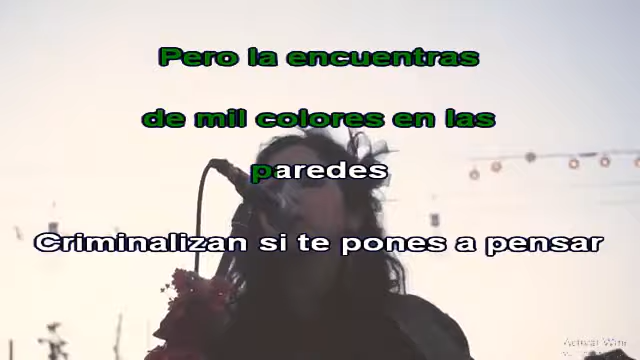 Pero la encuentras
de mil colores en las
paredes
Criminalizan si te pones a pensar